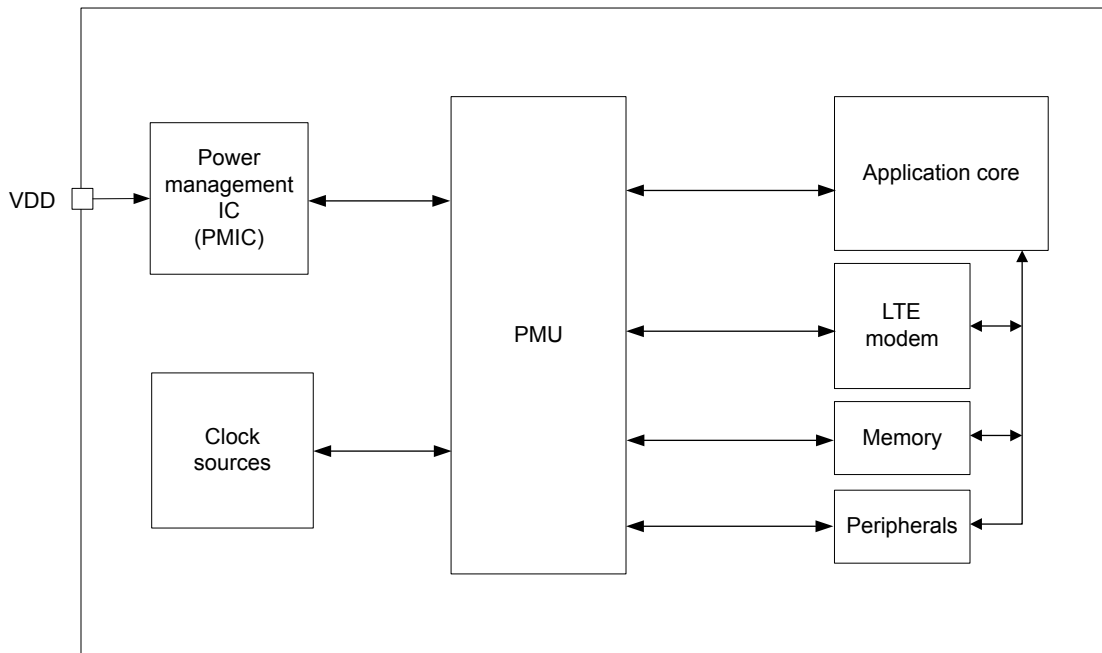 VDD
Power
management
IC
(PMIC)
Clock
sources
PMU
Application core
LTE
modem
Memory
Peripherals